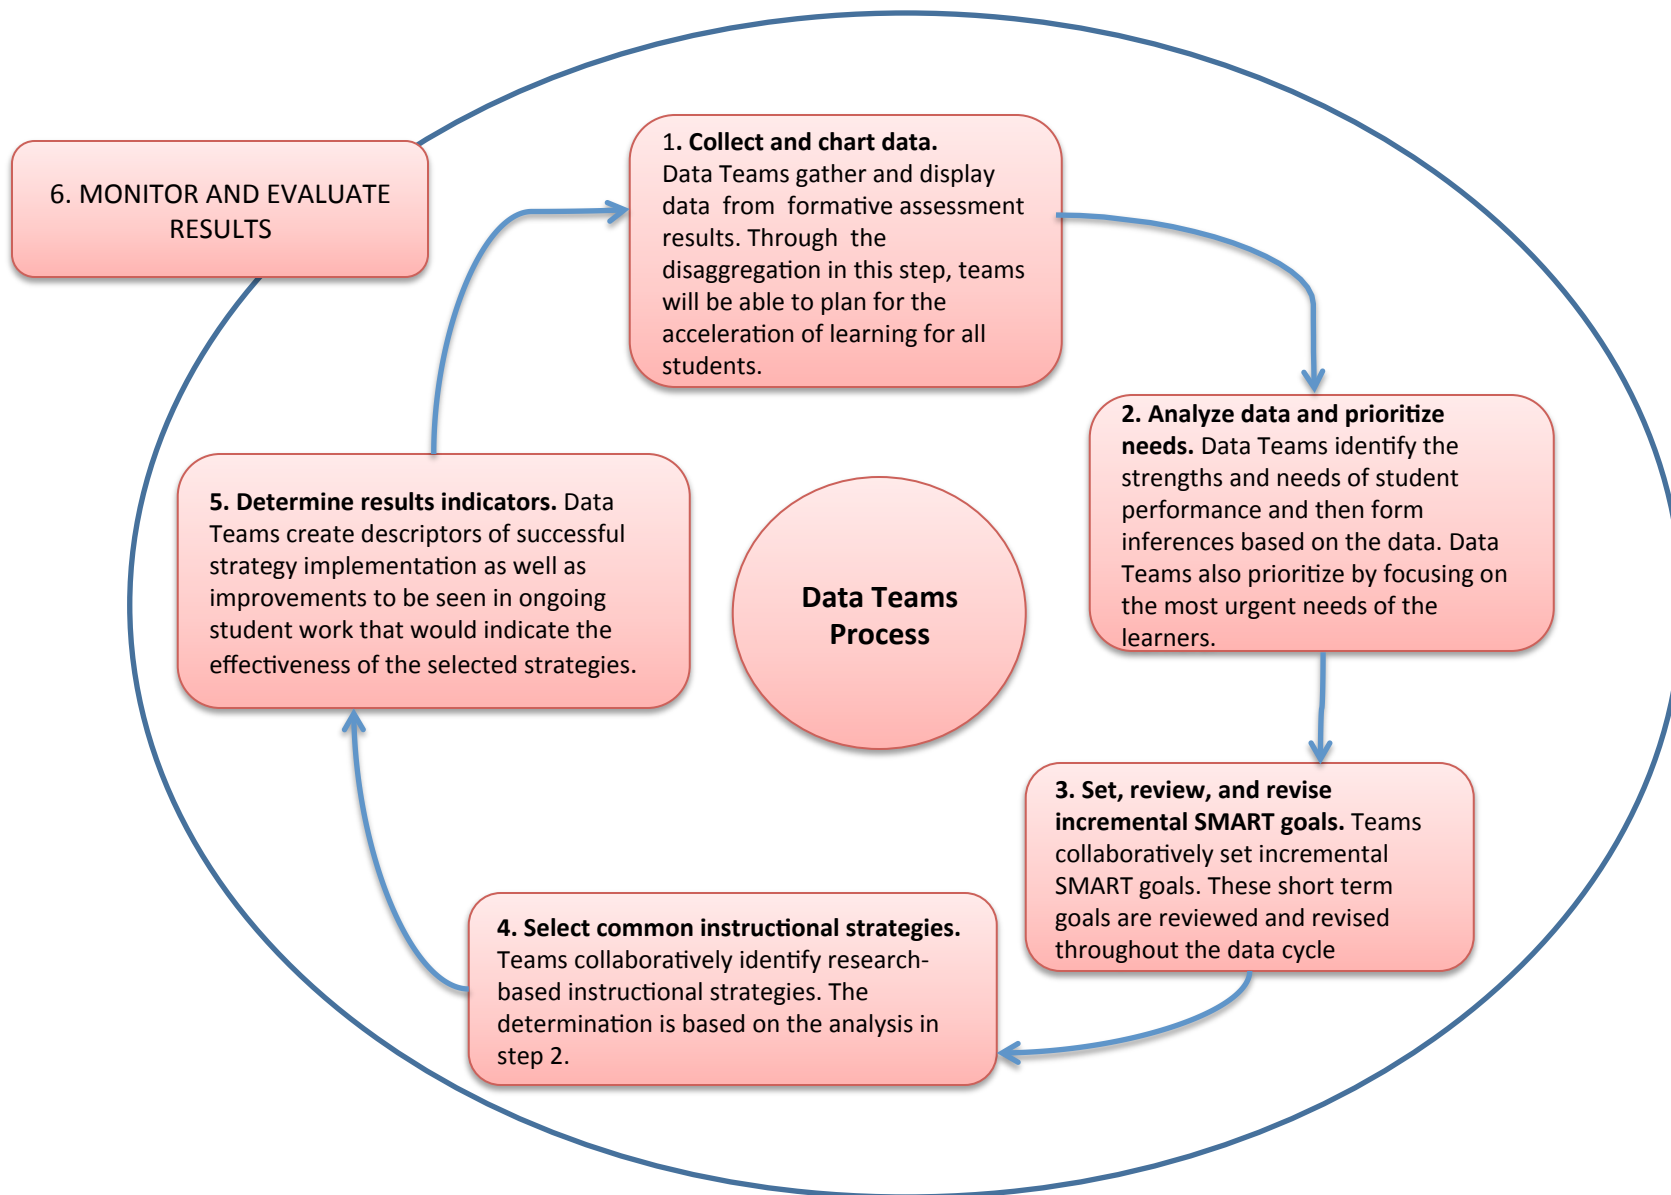 6. MONITOR AND EVALUATE
RESULTS
1. Collect and chart data.
Data Teams gather and display
data from formative assessment
results. Through the
disaggregation in this step, teams
will be able to plan for the
acceleration of learning for all
students.
2. Analyze data and prioritize
needs. Data Teams identify the
strengths and needs of student
performance and then form
inferences based on the data. Data
Teams also prioritize by focusing on
the most urgent needs of the
learners.
3. Set, review, and revise
incremental SMART goals. Teams
collaboratively set incremental
SMART goals. These short term
goals are reviewed and revised
throughout the data cycle
4. Select common instructional strategies.
Teams collaboratively identify research-
based instructional strategies. The
determination is based on the analysis in
step 2.
5. Determine results indicators. Data
Teams create descriptors of successful
strategy implementation as well as
improvements to be seen in ongoing
student work that would indicate the
effectiveness of the selected strategies.
Data Teams
Process